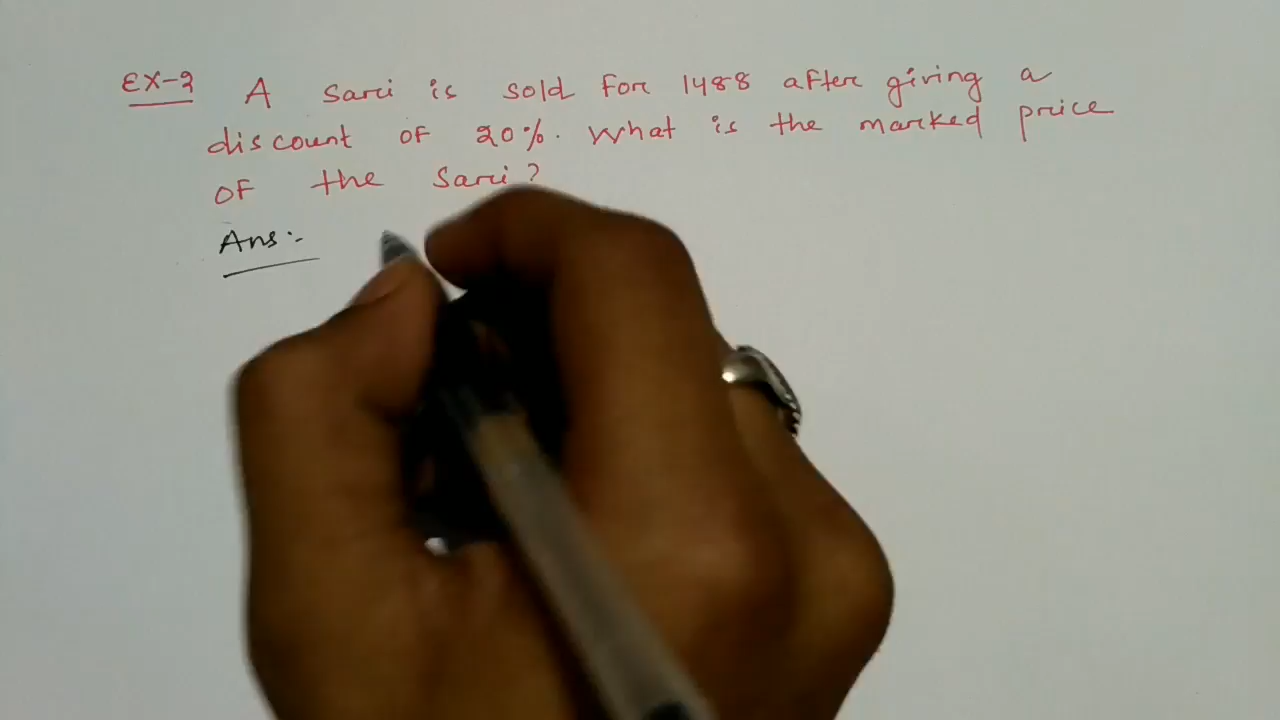 EX-2 A Sari is sold for 1488 after giving a
discount of 20%. What is the marked price
of the Sari?
Ans:-